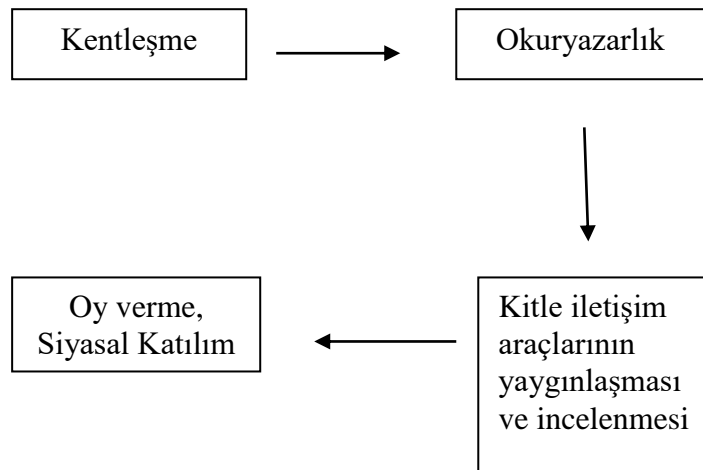 Kentleşme
Okuryazarlık
Oy verme,
Siyasal Katılım
Kitle iletişim
araçlarının
yaygınlaşması
ve incelenmesi